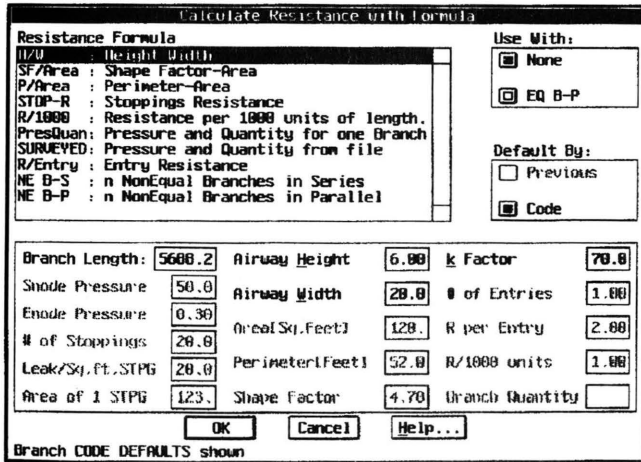 Calculate Resistance with Formula
Resistance Formula
H/W : Height Width
SF/Area : Shape Factor-Area
P/Area : Perimeter-Area
STOP-R : Stoppings Resistance
R/1000 : Resistance per 1000 units of length.
PresQuan: Pressure and Quantity for one Branch
SURVEYED: Pressure and Quantity from file
R/Entry : Entry Resistance
NE B-S : n NonEqual Branches in Series
NE B-P : n NonEqual Branches in Parallel
Use With:
None
EQ B-P
Default By:
Previous
Code
Branch Length: 5600.2
Snode Pressure 50.0
Enode Pressure 0.30
# of Stoppings 20.0
Leak/Sq.ft.STPG 20.0
Area of 1 STPG 123.
Airway Height 6.00
Airway Width 20.0
Area[Sq.Feet] 120.
Perimeter[Feet] 52.0
Shape Factor 4.70
k Factor 70.0
# of Entries 1.00
R per Entry 2.00
R/1000 units 1.00
Branch Quantity
OK Cancel Help...
Branch CODE DEFAULTS shown